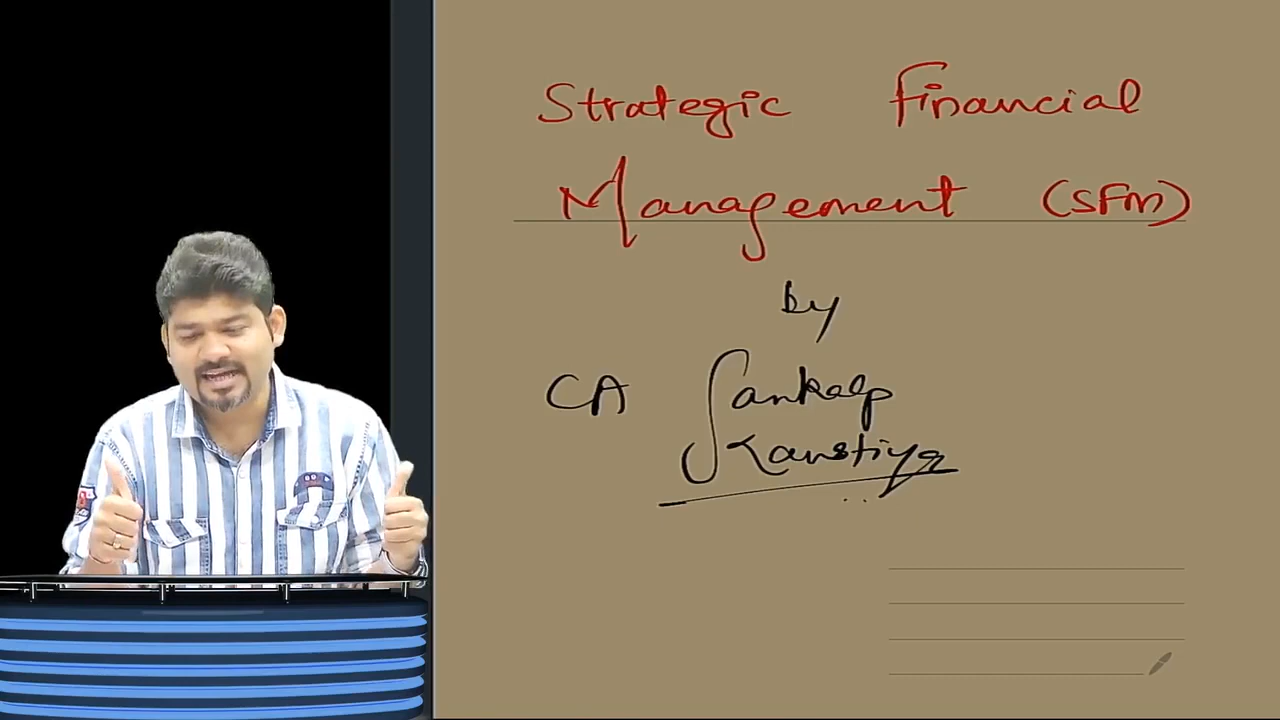 Strategic Financial
Management (SFM)
by
CA Sankalp
Kanstiya